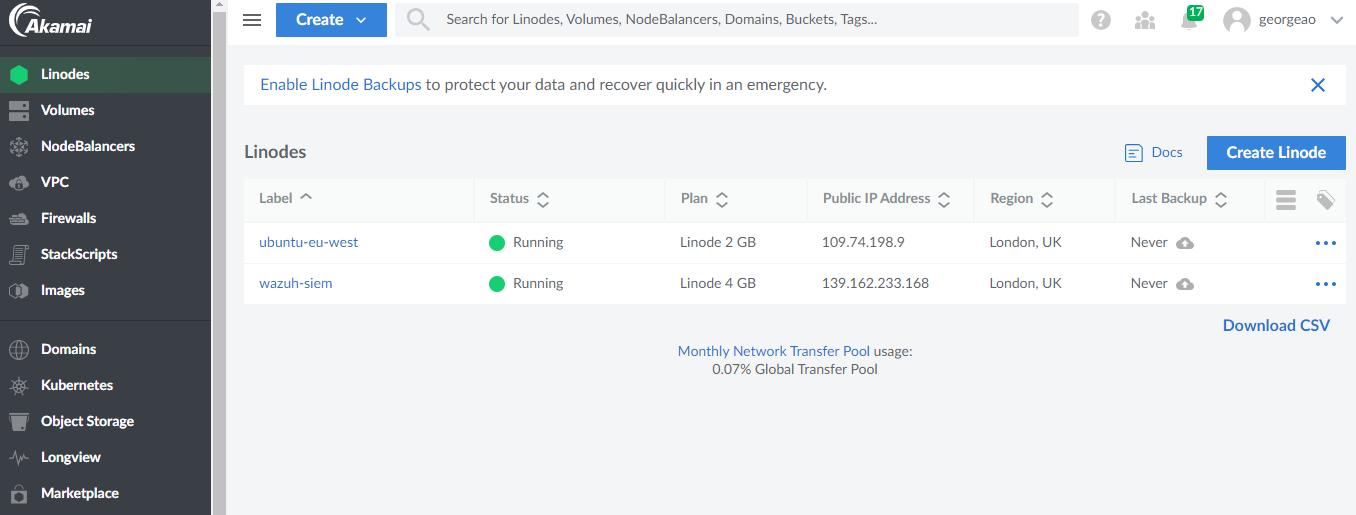 Akamai
Create
Search for Linodes, Volumes, NodeBalancers, Domains, Buckets, Tags...
?
17
georgeao
Linodes
Volumes
NodeBalancers
VPC
Firewalls
StackScripts
Images
Domains
Kubernetes
Object Storage
Longview
Marketplace
Enable Linode Backups to protect your data and recover quickly in an emergency.
Linodes
Docs
Create Linode
Label Status Plan Public IP Address Region Last Backup
ubuntu-eu-west Running Linode 2 GB 109.74.198.9 London, UK Never
wazuh-siem Running Linode 4 GB 139.162.233.168 London, UK Never
Download CSV
Monthly Network Transfer Pool usage:
0.07% Global Transfer Pool